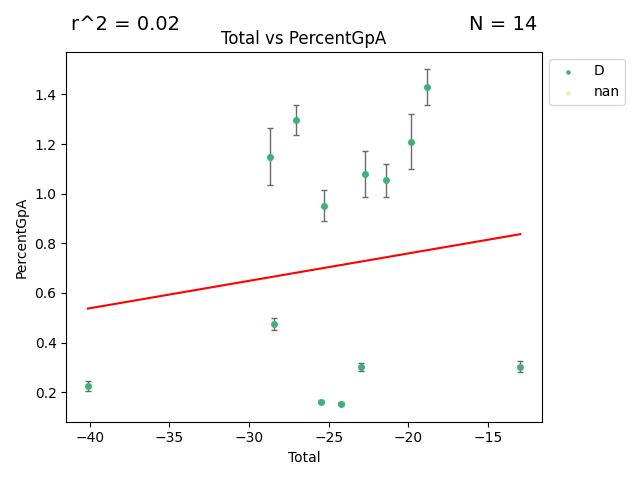 r^2 = 0.02
N = 14
Total vs PercentGpA
D
nan
PercentGpA
1.4
1.2
1.0
0.8
0.6
0.4
0.2
−40
−35
−30
−25
−20
−15
Total